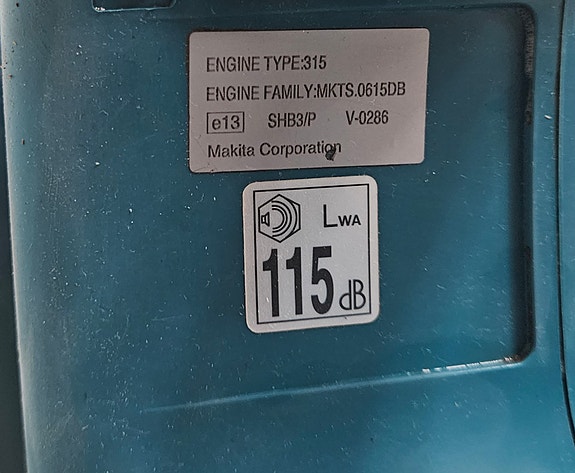 ENGINE TYPE:315
ENGINE FAMILY:MKTS.0615DB
e13 SHB3/P V-0286
Makita Corporation
LWA
115 dB